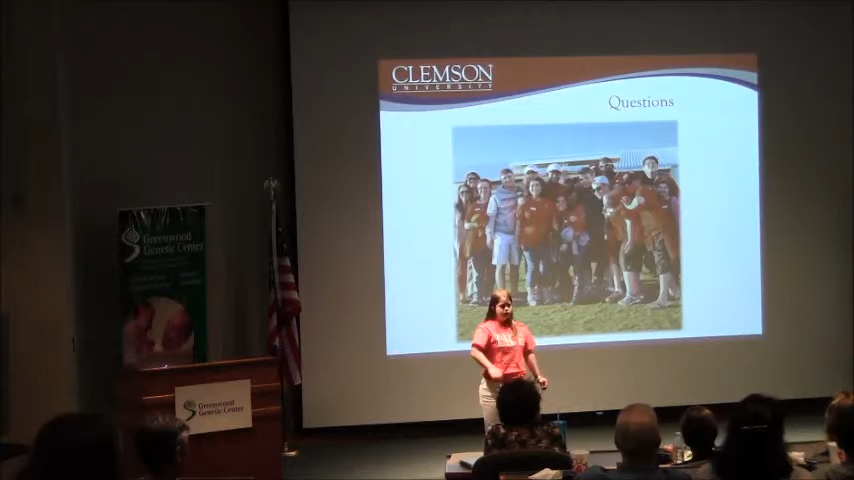 CLEMSON
UNIVERSITY
Questions
Greenwood
Genetic Center
Greenwood
Genetic Center